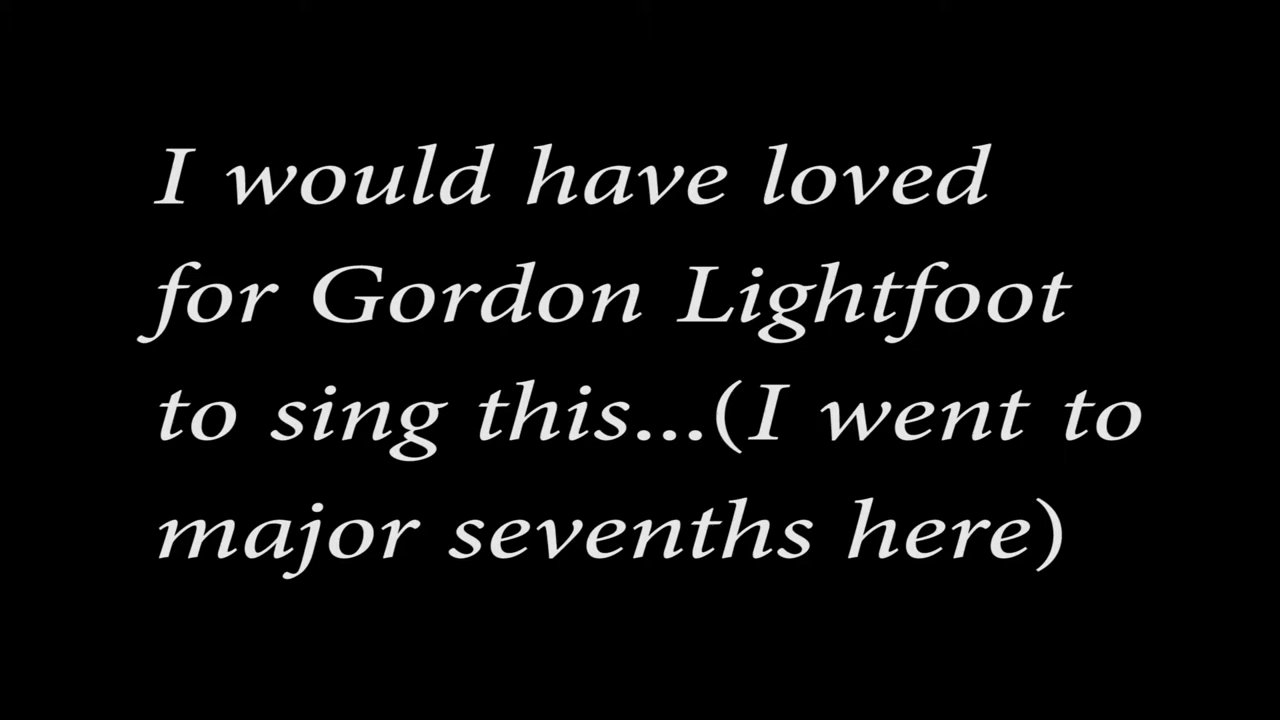 I would have loved
for Gordon Lightfoot
to sing this...(I went to
major sevenths here)